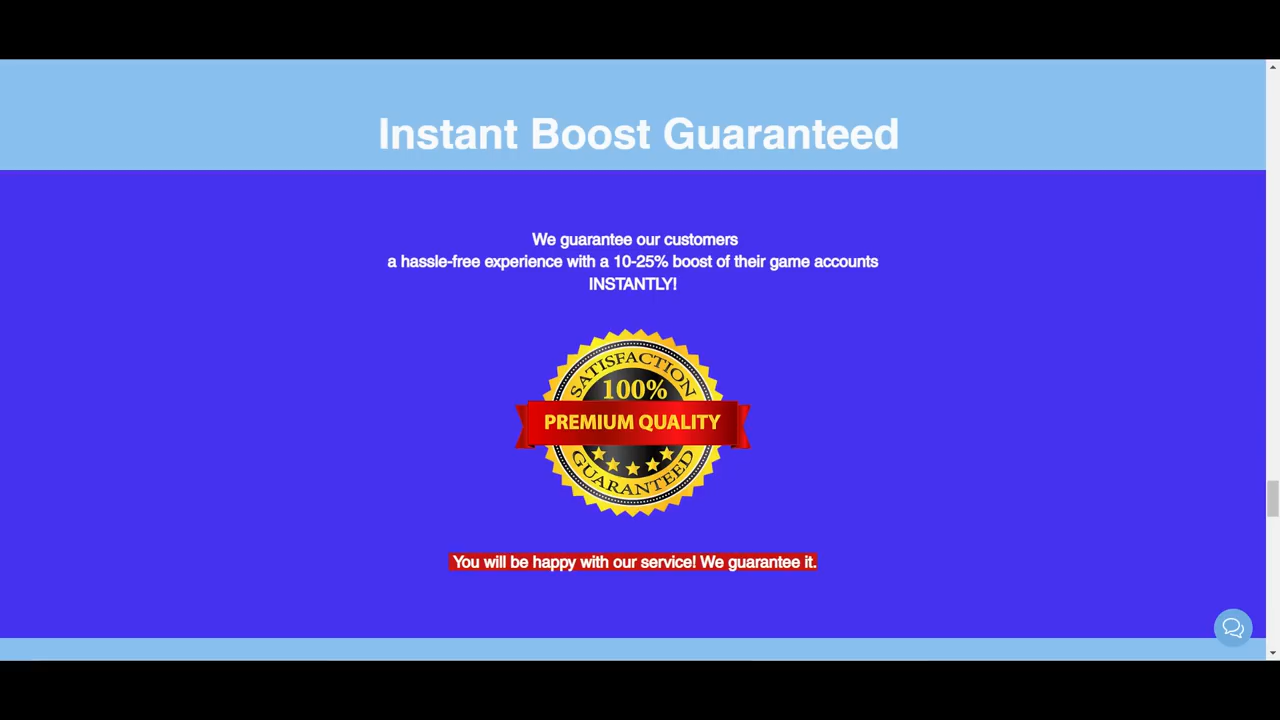 Instant Boost Guaranteed
We guarantee our customers
a hassle-free experience with a 10-25% boost of their game accounts
INSTANTLY!
SATISFACTION
100%
PREMIUM QUALITY
GUARANTEED
You will be happy with our service! We guarantee it.